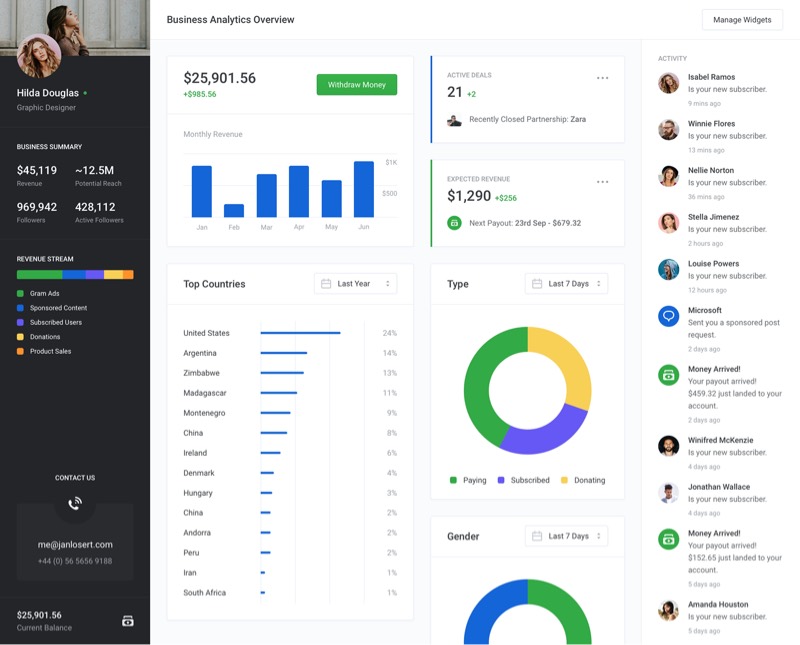 Hilda Douglas
Graphic Designer
BUSINESS SUMMARY
$45,119
Revenue
~12.5M
Potential Reach
969,942
Followers
428,112
Active Followers
REVENUE STREAM
Gram Ads
Sponsored Content
Subscribed Users
Donations
Product Sales
CONTACT US
me@janlosert.com
+44 (0) 56 5656 9188
$25,901.56
Current Balance
Business Analytics Overview
Manage Widgets
$25,901.56
+$985.56
Withdraw Money
Monthly Revenue
$1K
$500
Jan Feb Mar Apr May Jun
ACTIVE DEALS
21 +2
Recently Closed Partnership: Zara
EXPECTED REVENUE
$1,290 +$256
Next Payout: 23rd Sep - $679.32
Top Countries
Last Year
United States 24%
Argentina 14%
Zimbabwe 13%
Madagascar 11%
Montenegro 9%
China 8%
Ireland 6%
Denmark 4%
Hungary 3%
China 2%
Andorra 2%
Peru 2%
Iran 1%
South Africa 1%
Type
Last 7 Days
Paying Subscribed Donating
Gender
Last 7 Days
ACTIVITY
Isabel Ramos
Is your new subscriber.
9 mins ago
Winnie Flores
Is your new subscriber.
13 mins ago
Nellie Norton
Is your new subscriber.
36 mins ago
Stella Jimenez
Is your new subscriber.
2 hours ago
Louise Powers
Is your new subscriber.
12 hours ago
Microsoft
Sent you a sponsored post
request.
2 days ago
Money Arrived!
Your payout arrived!
$459.32 just landed to your
account.
2 days ago
Winifred McKenzie
Is your new subscriber.
4 days ago
Jonathan Wallace
Is your new subscriber.
4 days ago
Money Arrived!
Your payout arrived!
$152.65 just landed to your
account.
5 days ago
Amanda Houston
Is your new subscriber.
5 days ago